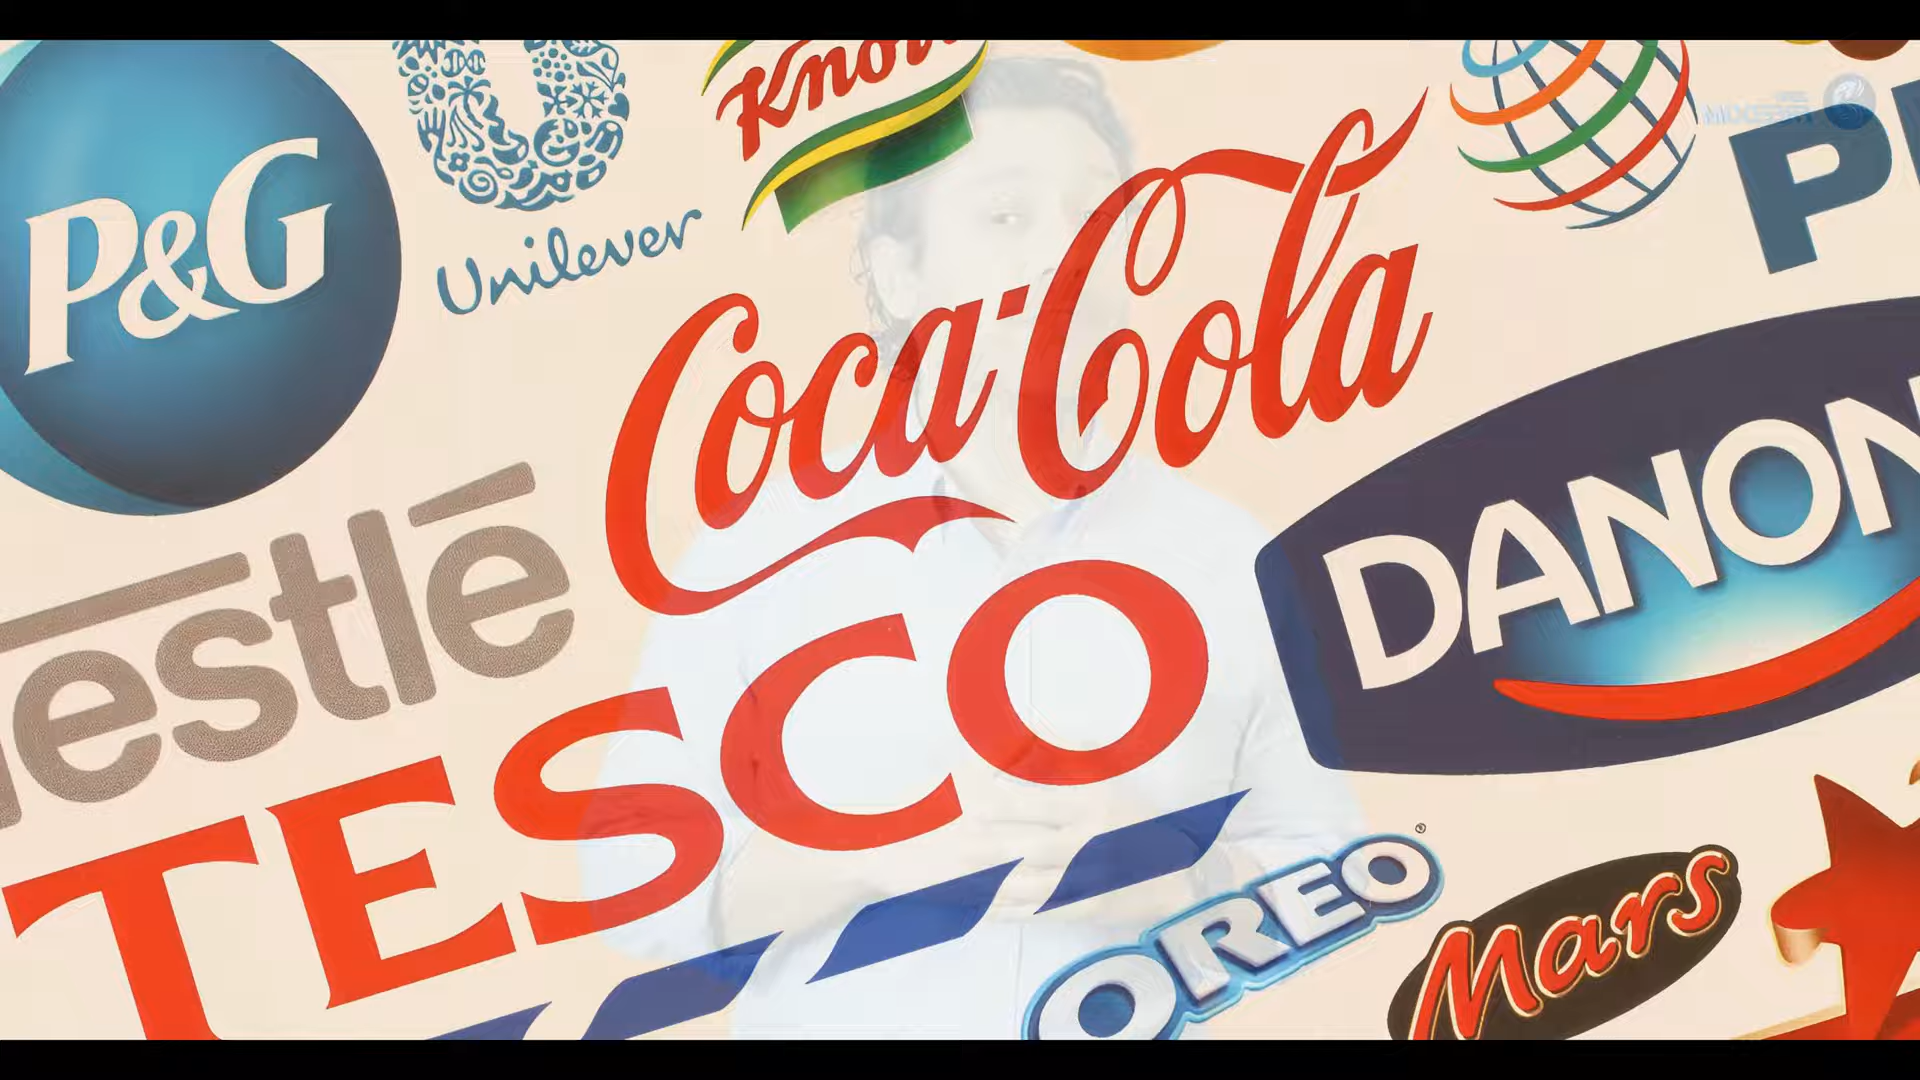 P&G
Unilever
Knorr
Coca-Cola
P
DANON
estlé
TESCO
OREO
®
Mars